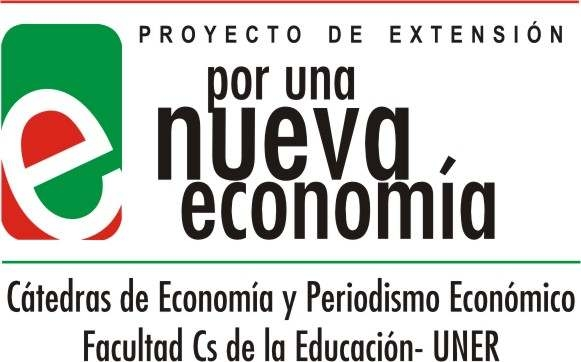 PROYECTO DE EXTENSIÓN
e
por una
nueva
economía
Cátedras de Economía y Periodismo Económico
Facultad Cs de la Educación- UNER